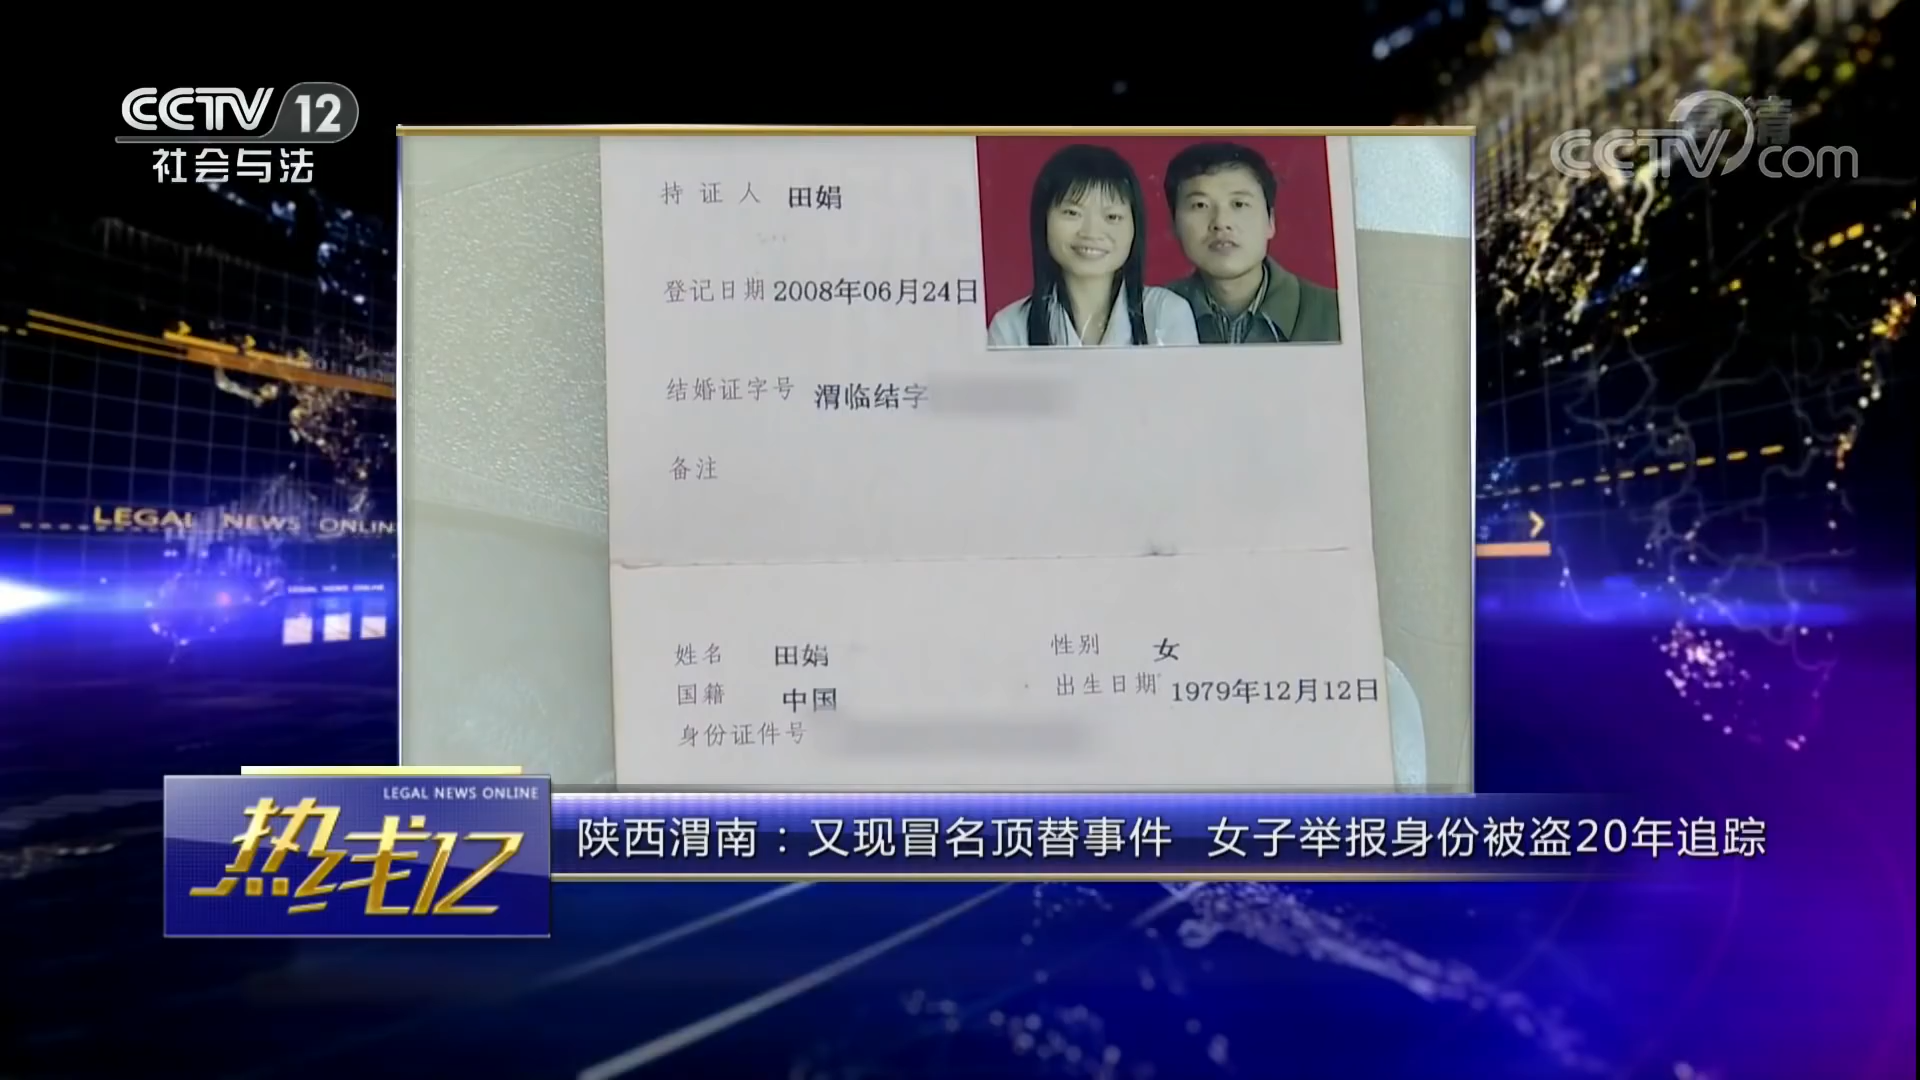 CCTV 12
社会与法
高清
CCTV com
持证人 田娟
登记日期 2008年06月24日
结婚证字号 渭临结字
备注
姓名 田娟 性别 女
国籍 中国 出生日期 1979年12月12日
身份证件号
LEGAL NEWS ONLIN
LEGAL NEWS ONLINE
LEGAL NEWS ONLINE
热线12
陕西渭南：又现冒名顶替事件 女子举报身份被盗20年追踪